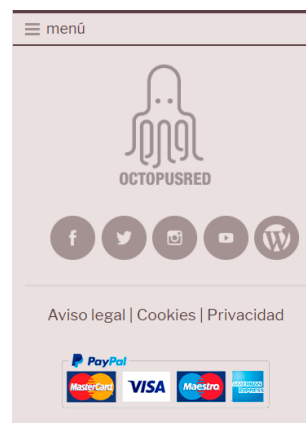 menú
OCTOPUSRED
Aviso legal | Cookies | Privacidad
PayPal
MasterCard VISA Maestro AMERICAN EXPRESS